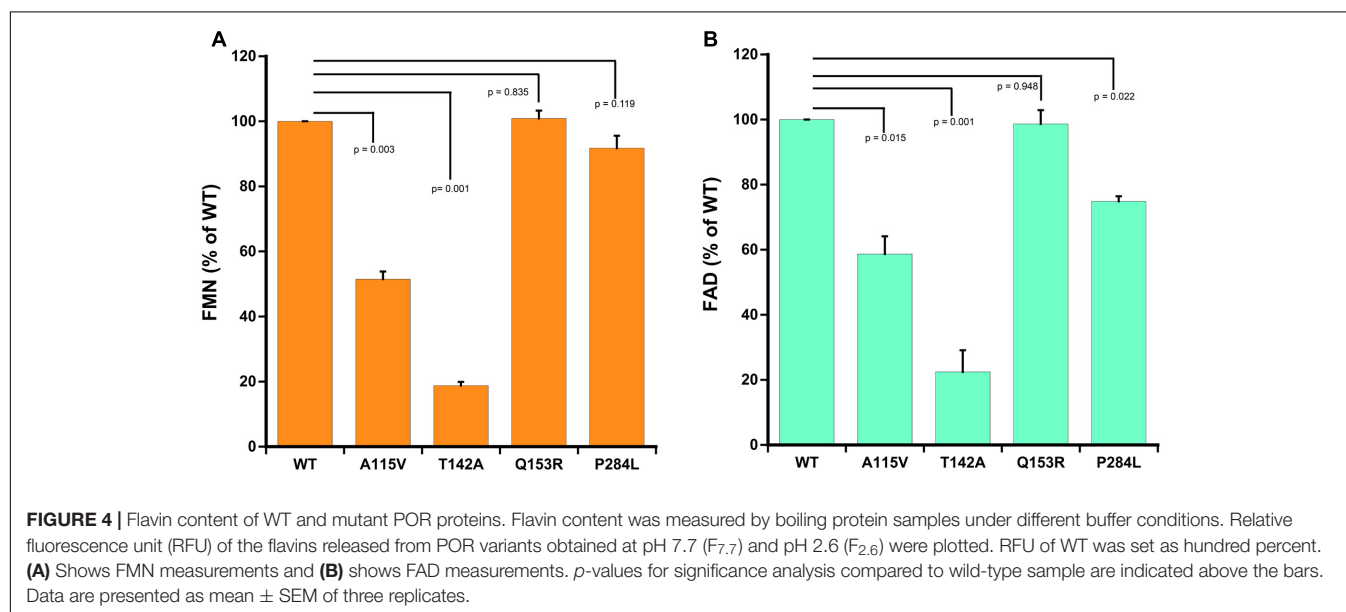 A
120
100
80
60
40
20
0
FMN (% of WT)
p = 0.003
p= 0.001
p = 0.835
p = 0.119
WT A115V T142A Q153R P284L
B
120
100
80
60
40
20
0
FAD (% of WT)
p = 0.015
p = 0.001
p = 0.948
p = 0.022
WT A115V T142A Q153R P284L
FIGURE 4 | Flavin content of WT and mutant POR proteins. Flavin content was measured by boiling protein samples under different buffer conditions. Relative
fluorescence unit (RFU) of the flavins released from POR variants obtained at pH 7.7 (F7.7) and pH 2.6 (F2.6) were plotted. RFU of WT was set as hundred percent.
(A) Shows FMN measurements and (B) shows FAD measurements. p-values for significance analysis compared to wild-type sample are indicated above the bars.
Data are presented as mean ± SEM of three replicates.